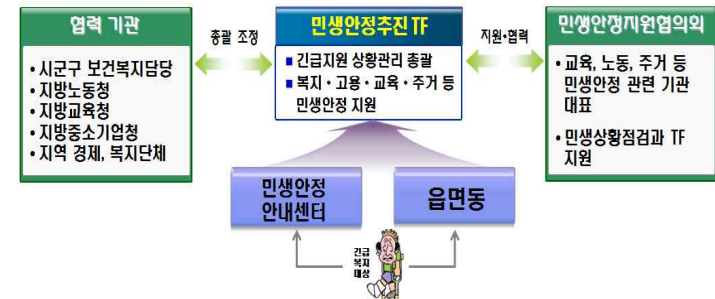 협력 기관
• 시군구 보건복지담당
• 지방노동청
• 지방교육청
• 지방중소기업청
• 지역 경제, 복지단체
총괄 조정
민생안정추진 TF
■ 긴급지원 상황관리 총괄
■ 복지·고용·교육·주거 등
민생안정 지원
지원·협력
민생안정지원협의회
• 교육, 노동, 주거 등
민생안정 관련 기관
대표
• 민생상황점검과 TF
지원
민생안정
안내센터
읍면동
긴급
복지
대상